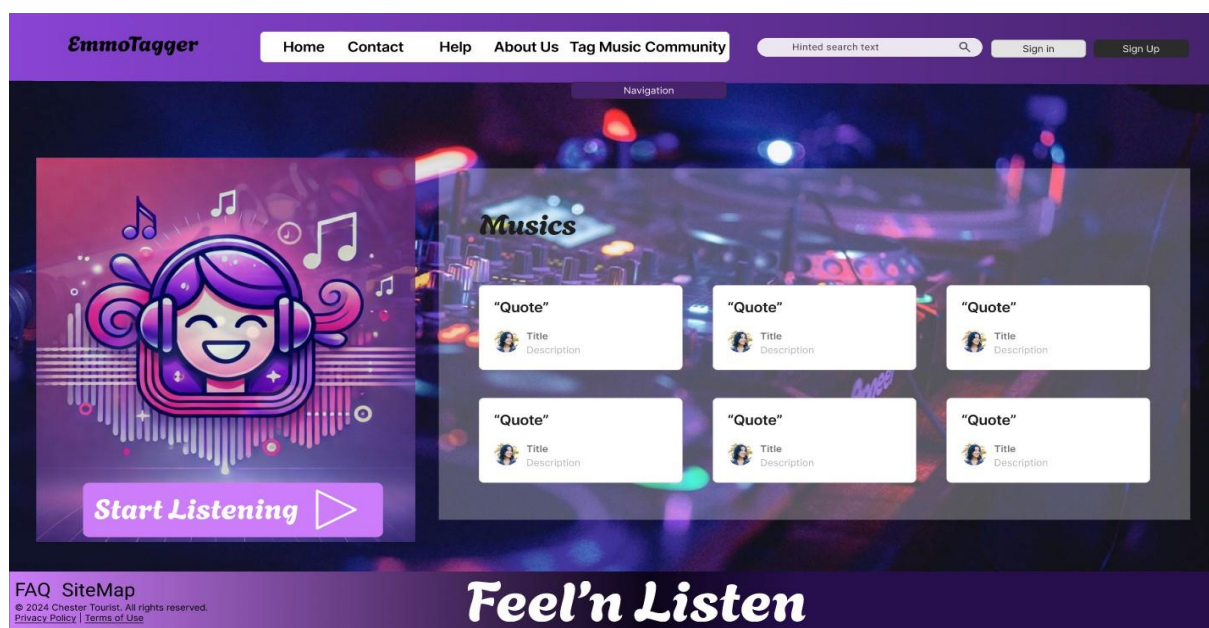 EmmoTagger
Home Contact Help About Us Tag Music Community
Hinted search text
Sign in
Sign Up
Navigation
Musics
“Quote” “Quote” “Quote”
Title Title Title
Description Description Description
“Quote” “Quote” “Quote”
Title Title Title
Description Description Description
Start Listening
Pioneer
FAQ SiteMap
© 2024 Chester Tourist. All rights reserved.
Privacy Policy | Terms of Use
Feel’n Listen